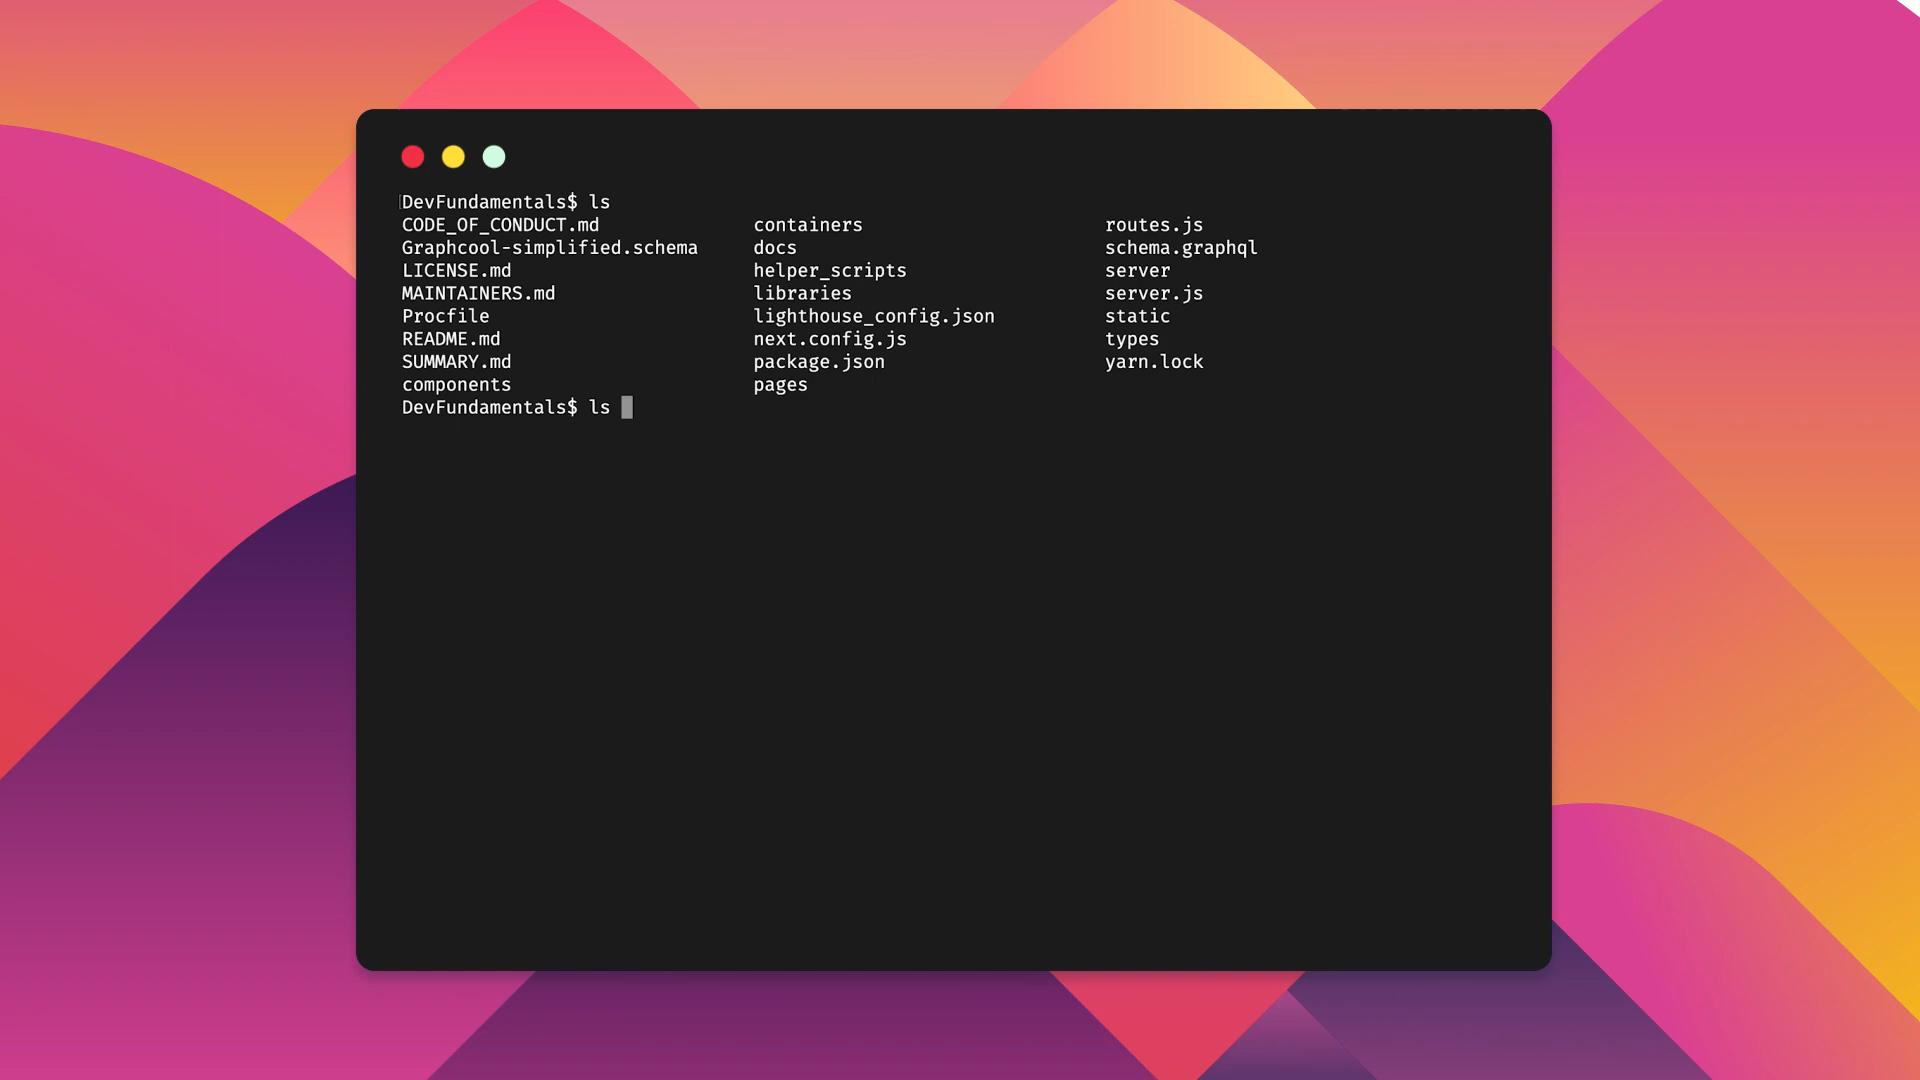 DevFundamentals$ ls
CODE_OF_CONDUCT.md containers routes.js
Graphcool-simplified.schema docs schema.graphql
LICENSE.md helper_scripts server
MAINTAINERS.md libraries server.js
Procfile lighthouse_config.json static
README.md next.config.js types
SUMMARY.md package.json yarn.lock
components pages
DevFundamentals$ ls